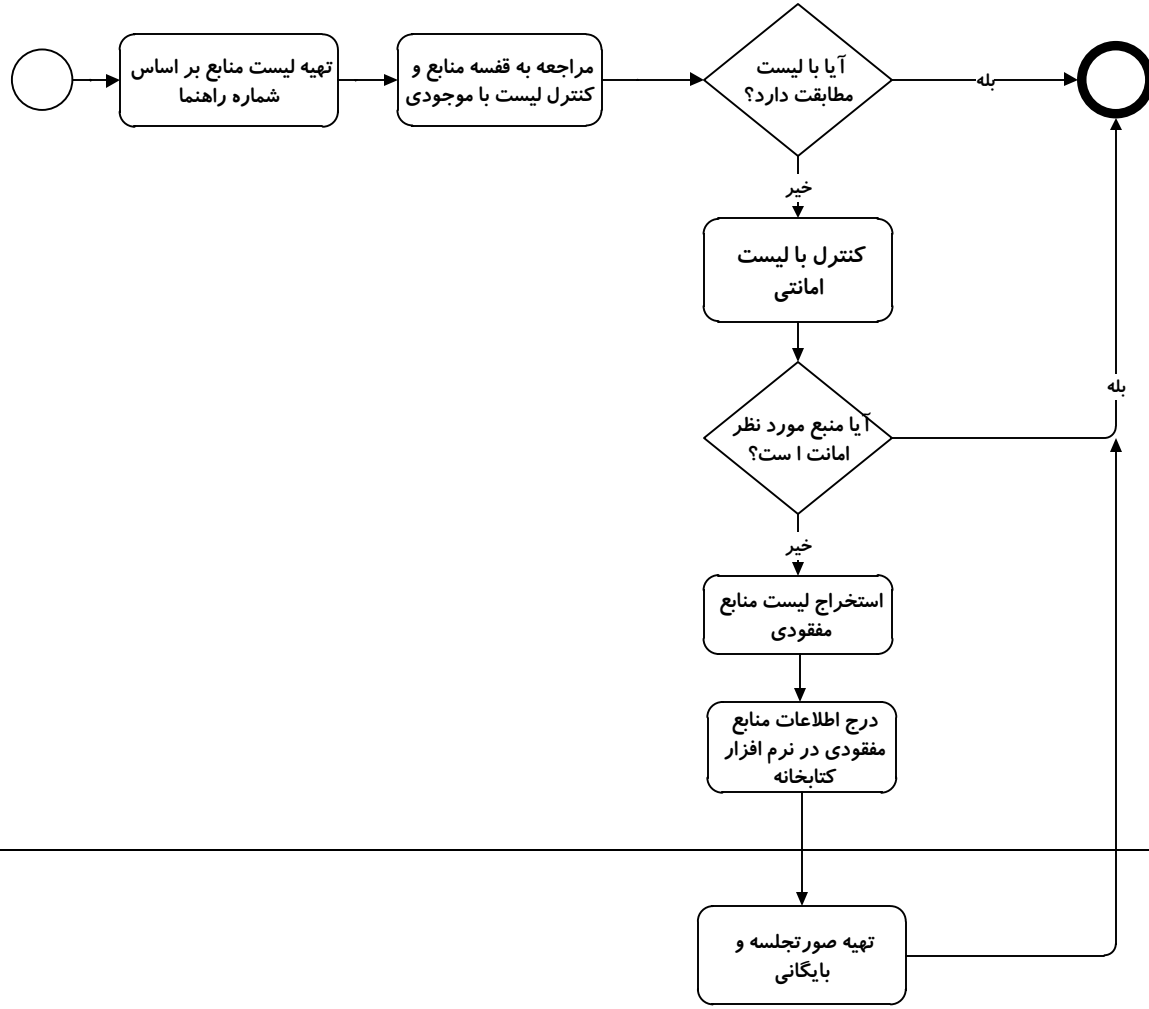 تهیه لیست منابع بر اساس
شماره راهنما
مراجعه به قفسه منابع و
کنترل لیست با موجودی
آیا با لیست
مطابقت دارد؟
بله
خیر
کنترل با لیست
امانتی
آیا منبع مورد نظر
امانت است؟
بله
خیر
استخراج لیست منابع
مفقودی
درج اطلاعات منابع
مفقودی در نرم افزار
کتابخانه
تهیه صورتجلسه و
بایگانی